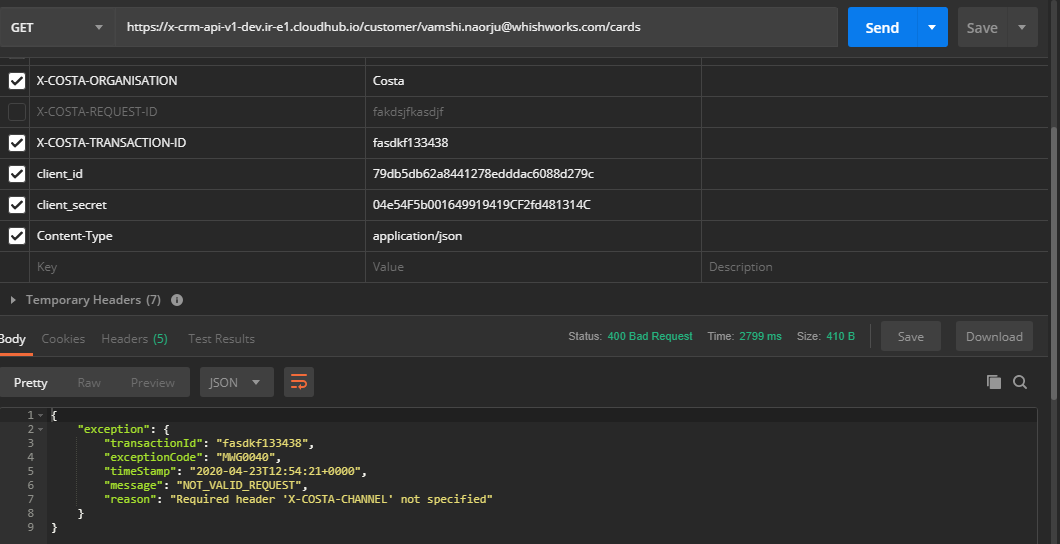 GET https://x-crm-api-v1-dev.ir-e1.cloudhub.io/customer/vamshi.naorju@whishworks.com/cards Send Save
X-COSTA-ORGANISATION Costa
X-COSTA-REQUEST-ID fakdsjfkasdjf
X-COSTA-TRANSACTION-ID fasdkf133438
client_id 79db5db62a8441278edddac6088d279c
client_secret 04e54F5b001649919419CF2fd481314C
Content-Type application/json
Key Value Description
Temporary Headers (7)
Body Cookies Headers (5) Test Results Status: 400 Bad Request Time: 2799 ms Size: 410 B Save Download
Pretty Raw Preview JSON
1 {
2 "exception": {
3 "transactionId": "fasdkf133438",
4 "exceptionCode": "MWG0040",
5 "timeStamp": "2020-04-23T12:54:21+0000",
6 "message": "NOT_VALID_REQUEST",
7 "reason": "Required header 'X-COSTA-CHANNEL' not specified"
8 }
9 }